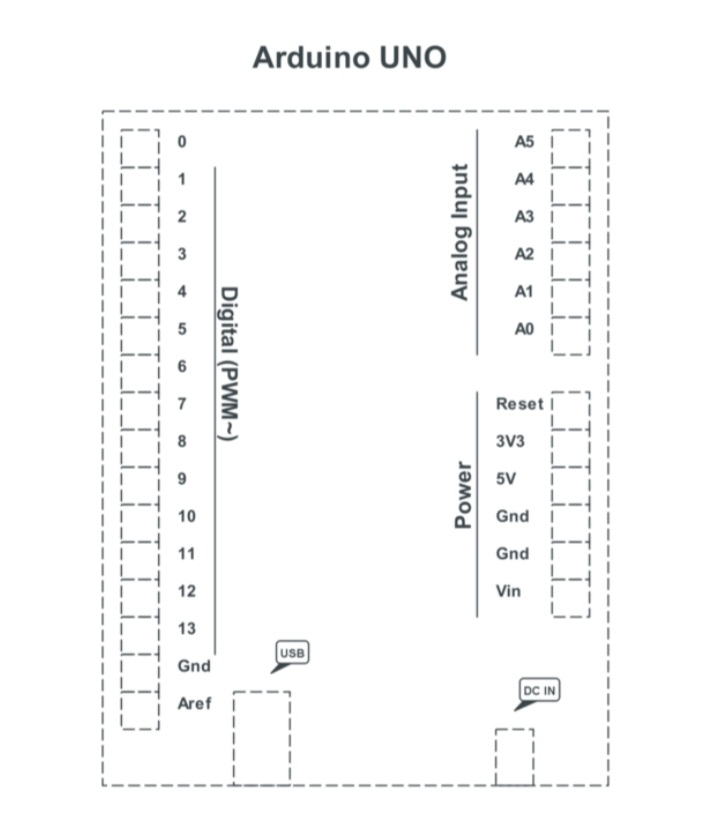 Arduino UNO
0
1
2
3
4
5
6
7
8
9
10
11
12
13
Gnd
Aref
Digital (PWM~)
USB
Analog Input
A5
A4
A3
A2
A1
A0
Power
Reset
3V3
5V
Gnd
Gnd
Vin
DC IN